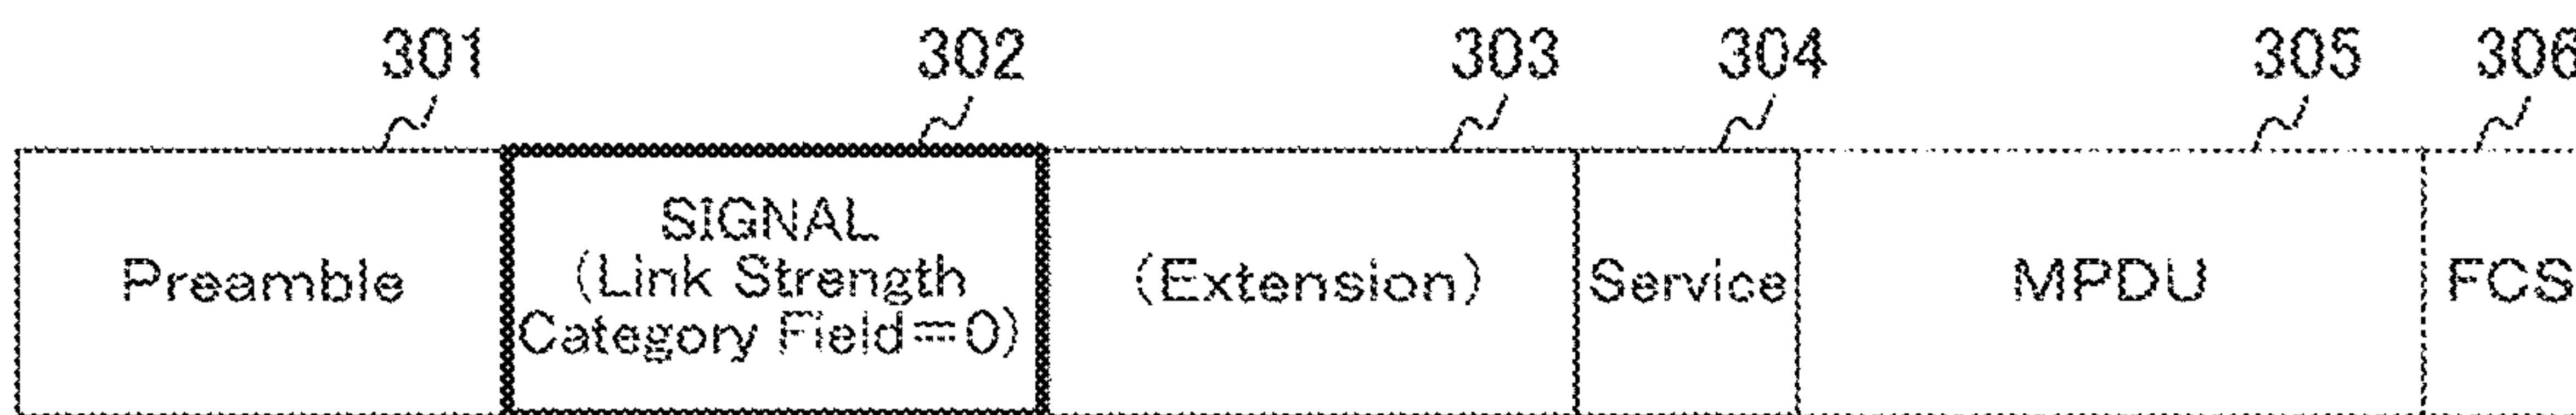 301 302 303 304 305 306
Preamble
SIGNAL
(Link Strength
Category Field=0)
(Extension)
Service
MPDU
FCS